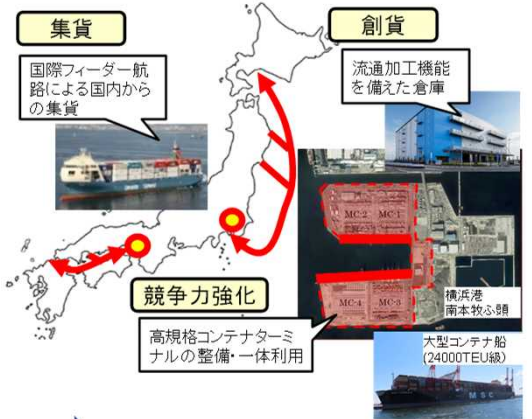 集貨
国際フィーダー航
路による国内から
の集貨
創貨
流通加工機能
を備えた倉庫
MC-2
MC-1
MC-4
MC-3
横浜港
南本牧ふ頭
競争力強化
高規格コンテナターミ
ナルの整備・一体利用
大型コンテナ船
(24000TEU級)
MSC